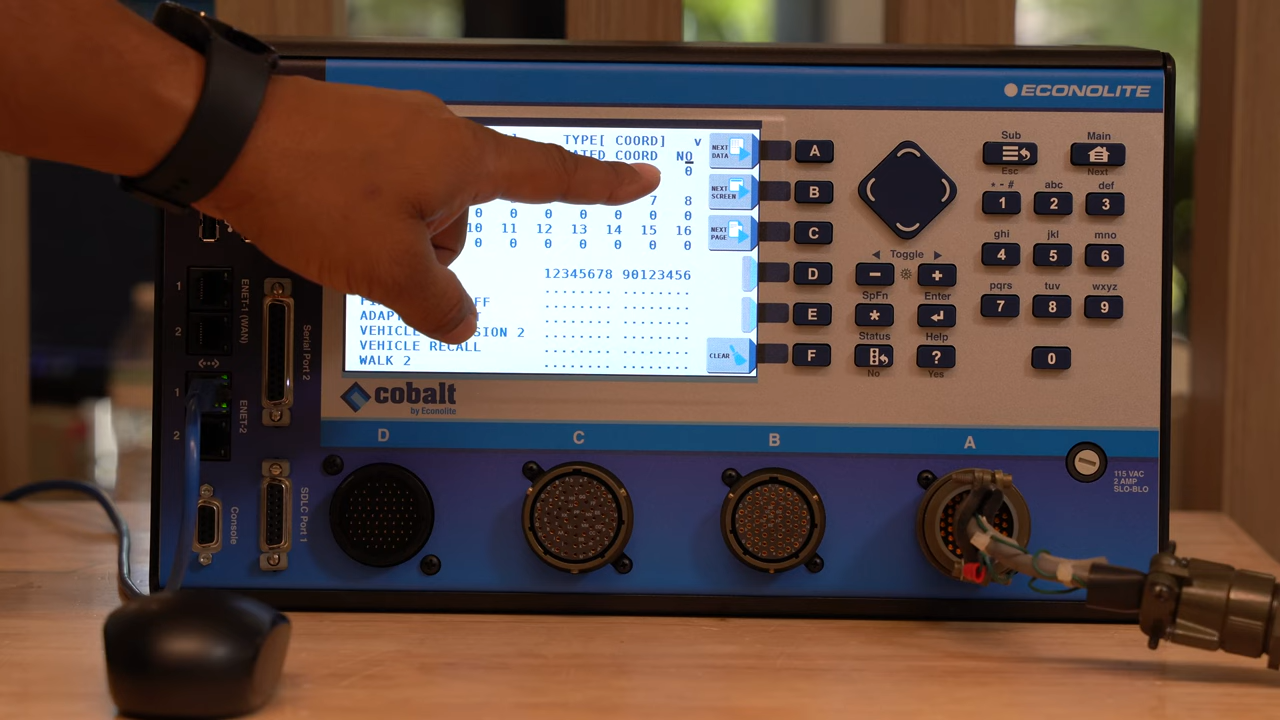 ECONOLITE
TYPE[ COORD] v
COORD NO
0
7 8
0 0 0 0 0 0 0
10 11 12 13 14 15 16
0 0 0 0 0 0 0
12345678 90123456
........ ........
FF
........ ........
ADAP
........ ........
VEHICLE SION 2 ........ ........
VEHICLE RECALL ........ ........
WALK 2 ........ ........
NEXT DATA
NEXT SCREEN
NEXT PAGE
CLEAR
A
B
C
D
E
F
Sub
Esc
Main
Next
* - #
1
abc
2
def
3
ghi
4
jkl
5
mno
6
pqrs
7
tuv
8
wxyz
9
0
Toggle
-
+
SpFn
*
Enter
Status
No
Help
?
Yes
cobalt
by Econolite
D
C
B
A
1
2
ENET-1 (WAN)
1
2
ENET-2
Serial Port 2
Console
SDLC Port 1
115 VAC
2 AMP
SLO-BLO